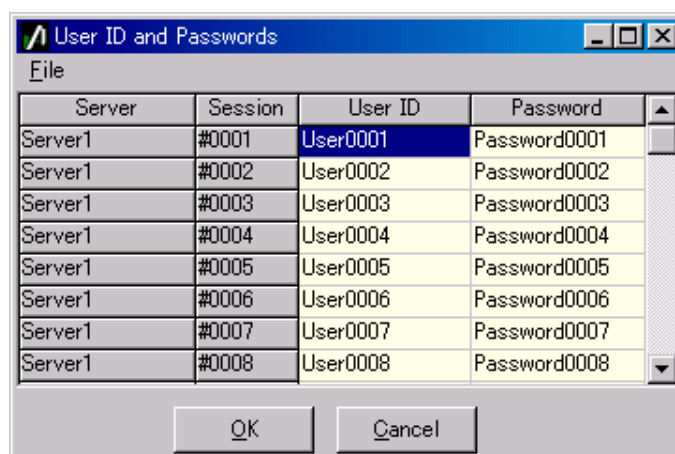 User ID and Passwords
File
Server Session User ID Password
Server1 #0001 User0001 Password0001
Server1 #0002 User0002 Password0002
Server1 #0003 User0003 Password0003
Server1 #0004 User0004 Password0004
Server1 #0005 User0005 Password0005
Server1 #0006 User0006 Password0006
Server1 #0007 User0007 Password0007
Server1 #0008 User0008 Password0008
OK Cancel